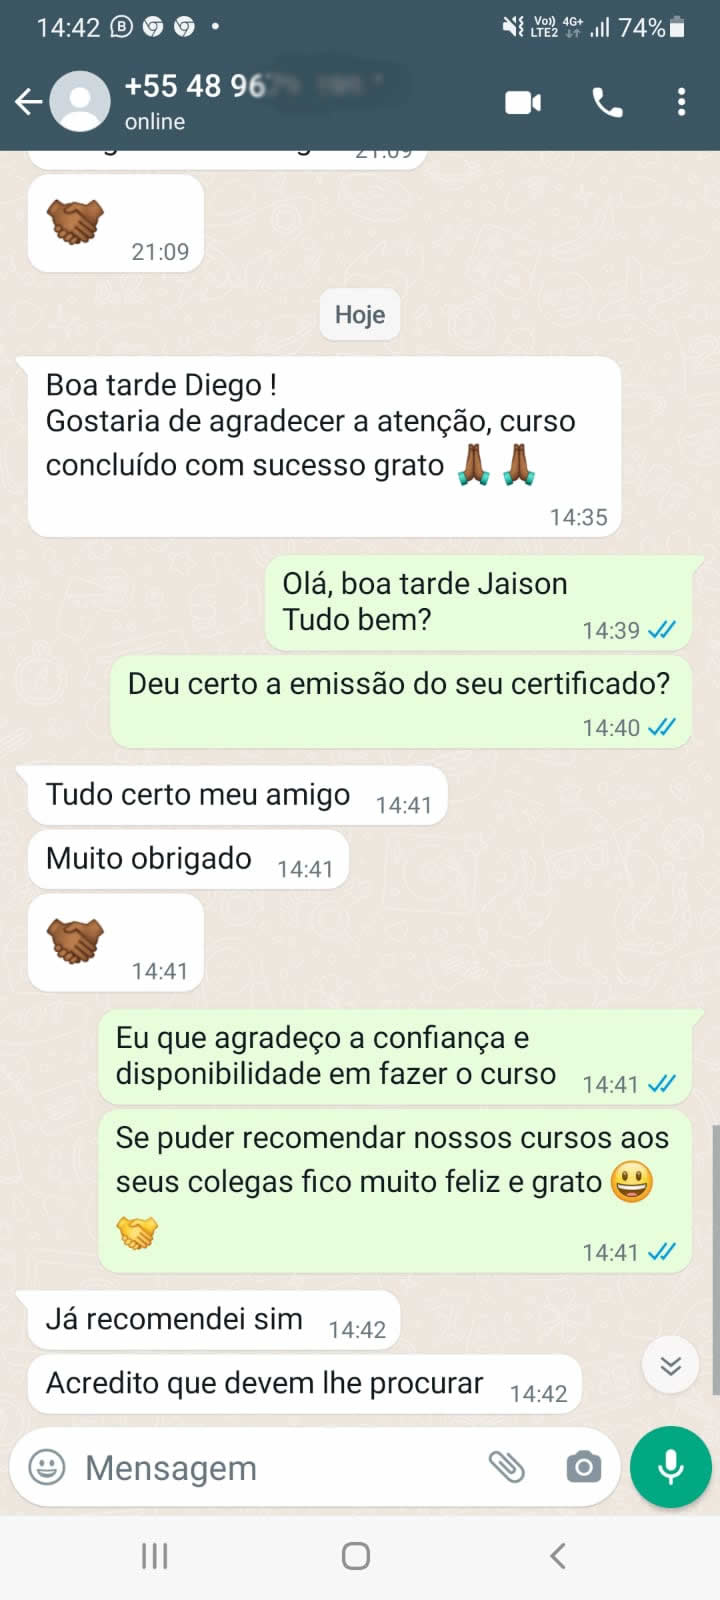 14:42
Vo) 4G+
LTE2
74%
+55 48 96
online
21:09
21:09
Hoje
Boa tarde Diego !
Gostaria de agradecer a atenção, curso
concluído com sucesso grato 🙏🏾 🙏🏾
14:35
Olá, boa tarde Jaison
Tudo bem?
14:39
Deu certo a emissão do seu certificado?
14:40
Tudo certo meu amigo 14:41
Muito obrigado 14:41
14:41
Eu que agradeço a confiança e
disponibilidade em fazer o curso 14:41
Se puder recomendar nossos cursos aos
seus colegas fico muito feliz e grato 😃
🤝
14:41
Já recomendei sim 14:42
Acredito que devem lhe procurar 14:42
Mensagem